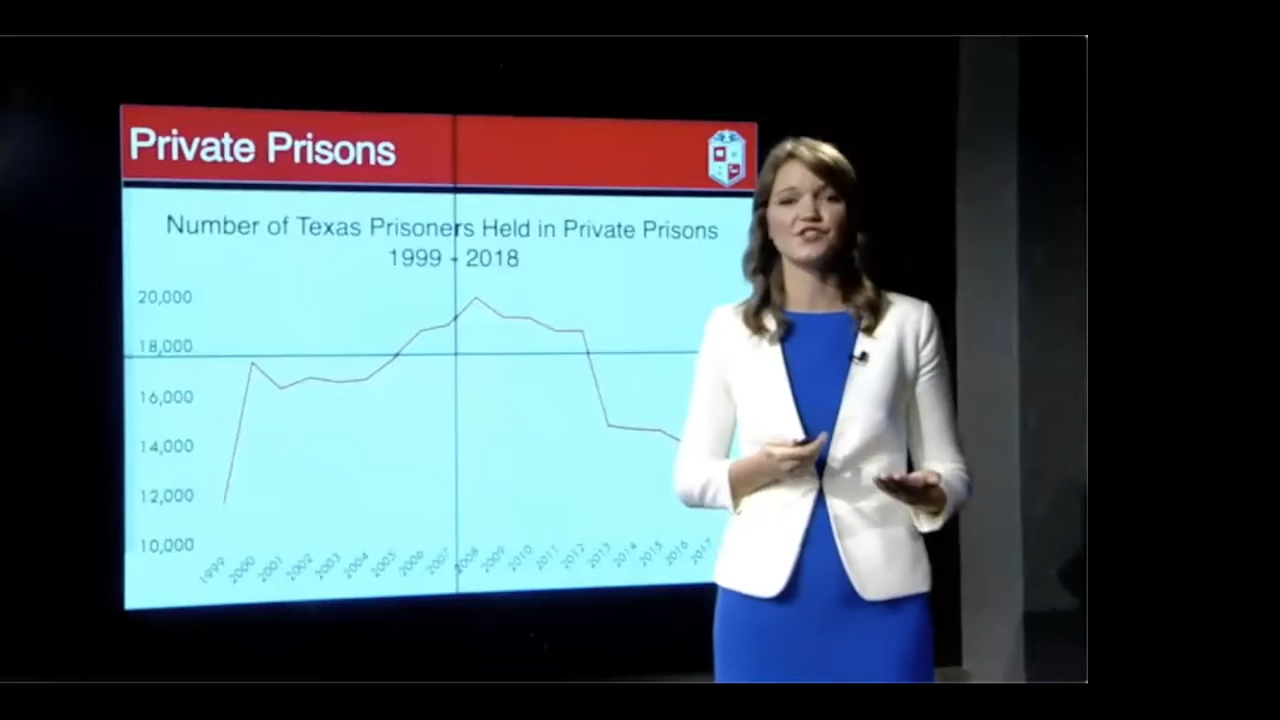 Private Prisons
Number of Texas Prisoners Held in Private Prisons
1999 - 2018
20,000
18,000
16,000
14,000
12,000
10,000
1999 2000 2001 2002 2003 2004 2005 2006 2007 2008 2009 2010 2011 2012 2013 2014 2015 2016 2017